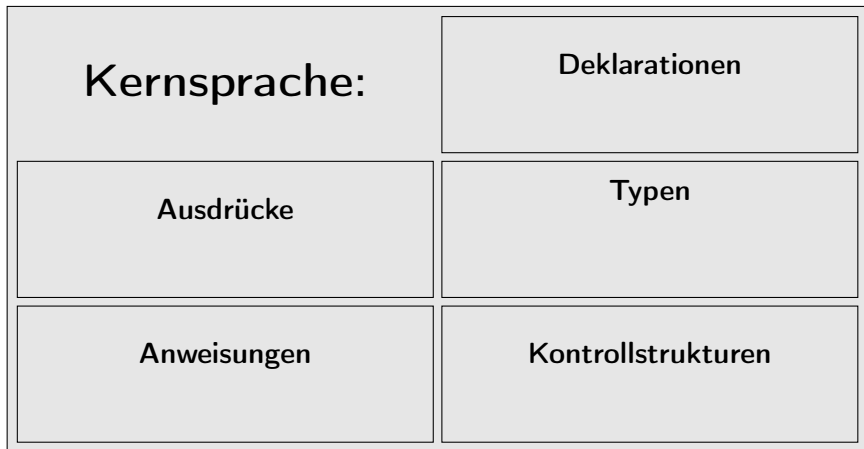 Kernsprache:
Deklarationen
Ausdrücke
Typen
Anweisungen
Kontrollstrukturen